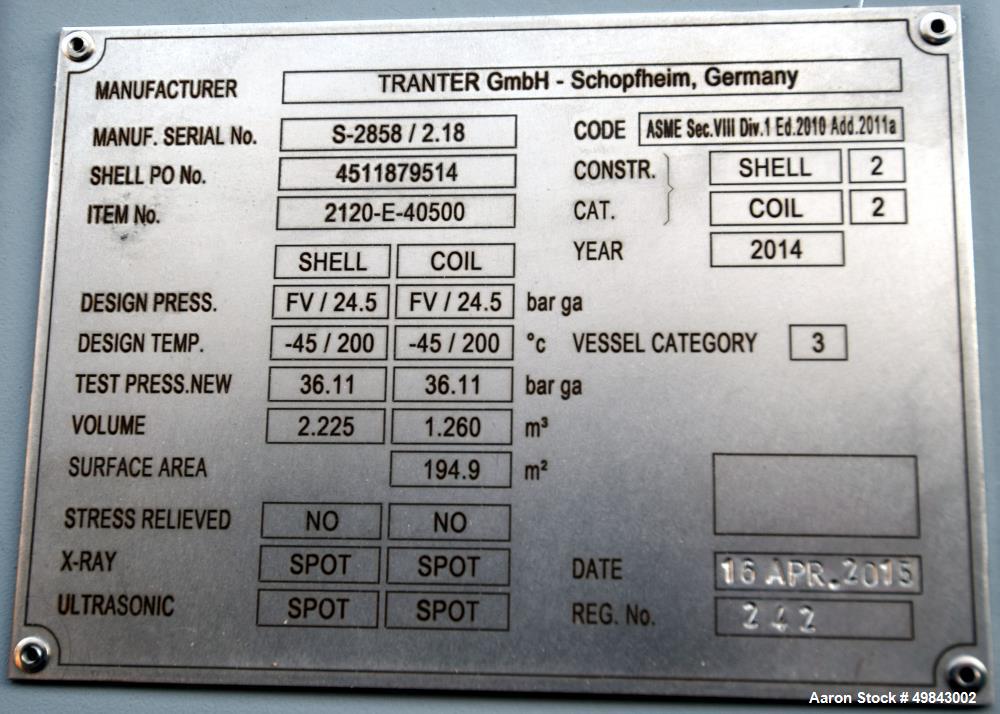 MANUFACTURER TRANTER GmbH - Schopfheim, Germany
MANUF. SERIAL No. S-2858 / 2.18 CODE ASME Sec.VIII Div.1 Ed.2010 Add.2011a
SHELL PO No. 4511879514 CONSTR. SHELL 2
ITEM No. 2120-E-40500 CAT. COIL 2
SHELL COIL YEAR 2014
DESIGN PRESS. FV / 24.5 FV / 24.5 bar ga
DESIGN TEMP. -45 / 200 -45 / 200 °c VESSEL CATEGORY 3
TEST PRESS.NEW 36.11 36.11 bar ga
VOLUME 2.225 1.260 m³
SURFACE AREA 194.9 m²
STRESS RELIEVED NO NO
X-RAY SPOT SPOT DATE 16 APR. 2015
ULTRASONIC SPOT SPOT REG. No. 242
Aaron Stock # 49843002